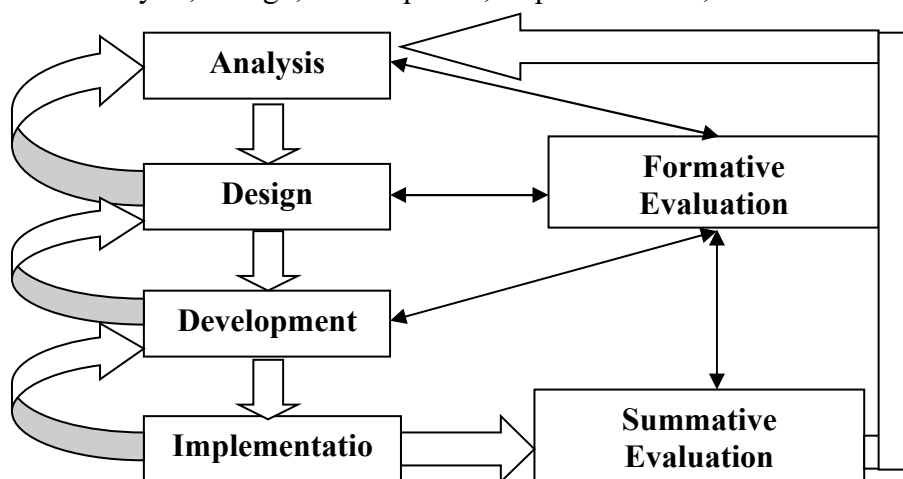 Analysis
Formative
Evaluation
Design
Development
Summative
Evaluation
Implementatio